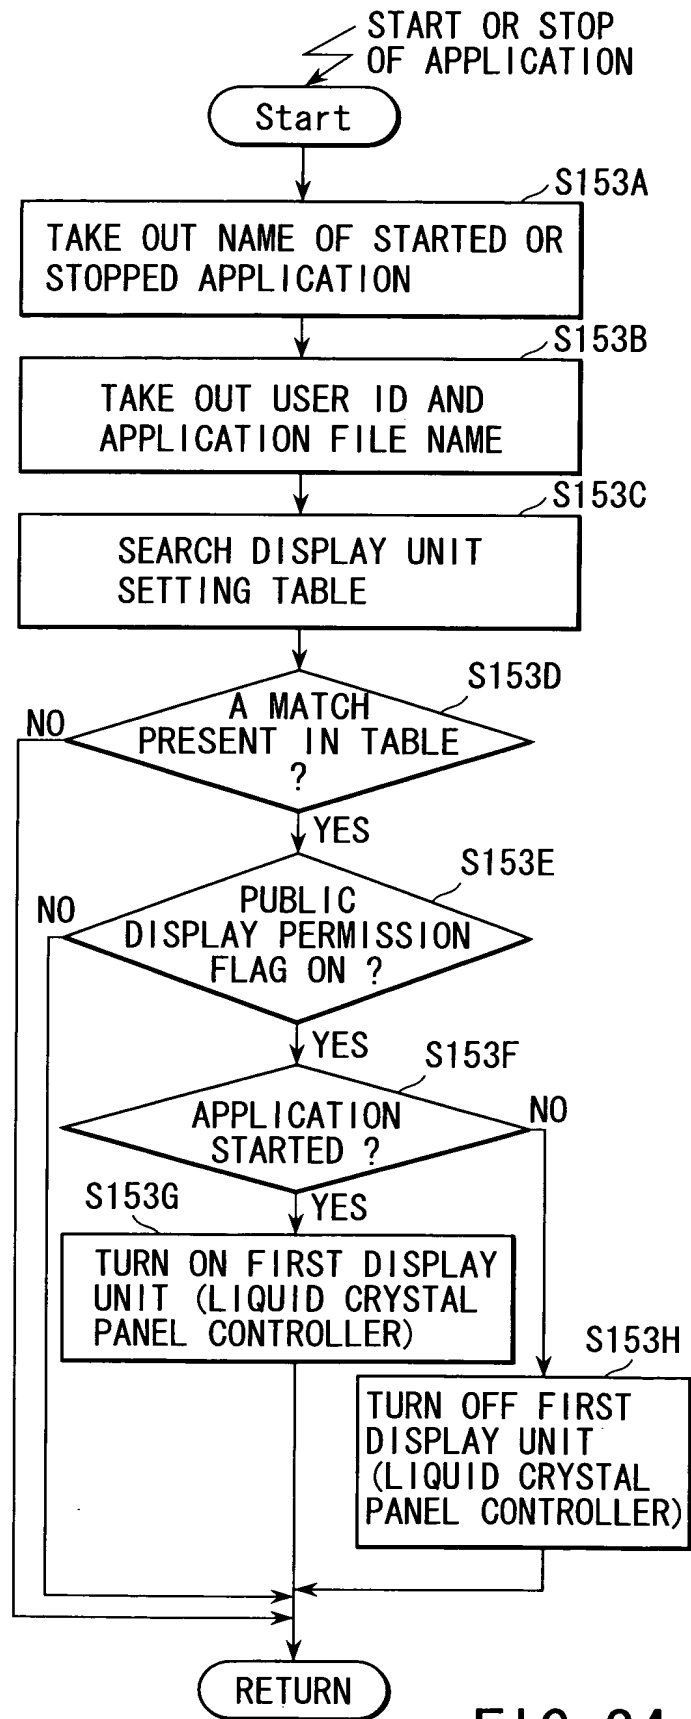 START OR STOP
OF APPLICATION
Start
S153A
TAKE OUT NAME OF STARTED OR
STOPPED APPLICATION
S153B
TAKE OUT USER ID AND
APPLICATION FILE NAME
S153C
SEARCH DISPLAY UNIT
SETTING TABLE
S153D
A MATCH
PRESENT IN TABLE
?
NO
YES
S153E
PUBLIC
DISPLAY PERMISSION
FLAG ON ?
NO
YES
S153F
APPLICATION
STARTED ?
NO
YES
S153G
TURN ON FIRST DISPLAY
UNIT (LIQUID CRYSTAL
PANEL CONTROLLER)
S153H
TURN OFF FIRST
DISPLAY UNIT
(LIQUID CRYSTAL
PANEL CONTROLLER)
RETURN